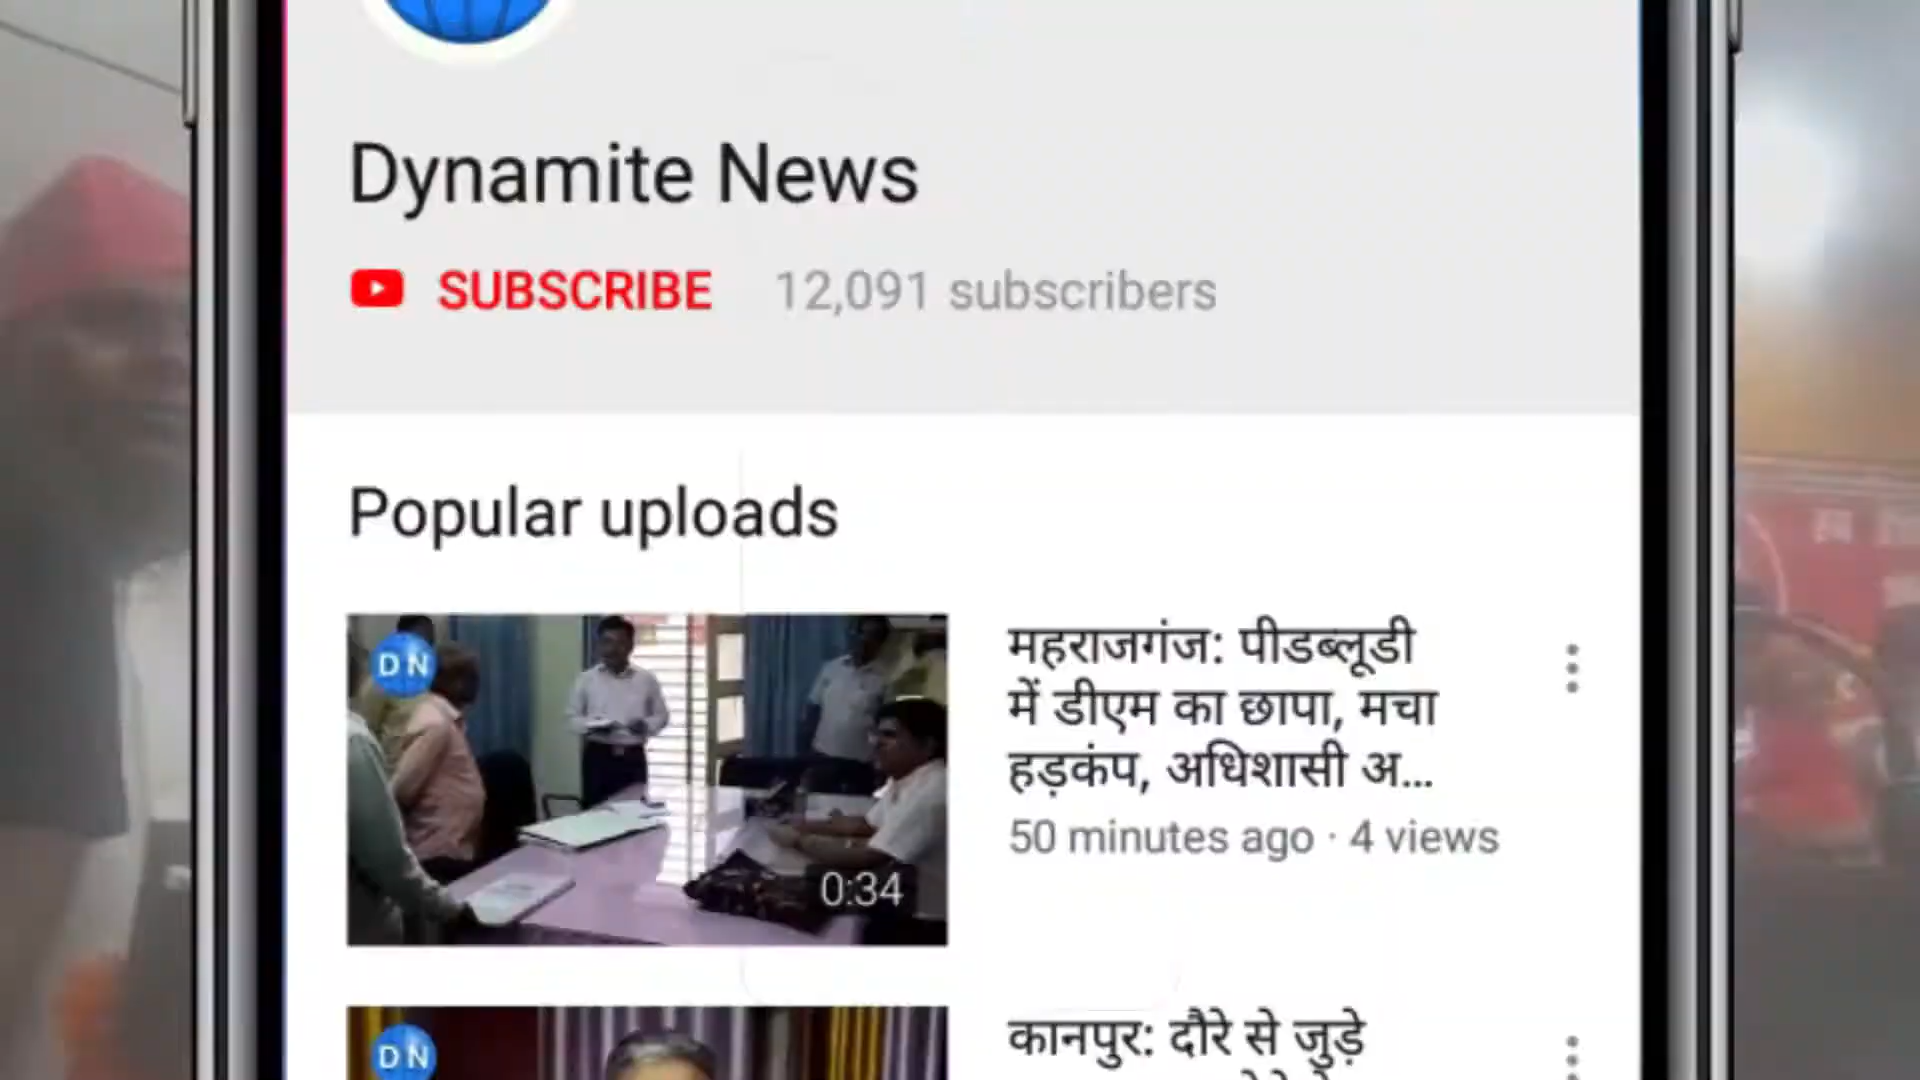 Dynamite News
SUBSCRIBE 12,091 subscribers
Popular uploads
DN
महराजगंज: पीडब्लूडी
में डीएम का छापा, मचा
हड़कंप, अधिशासी अ...
50 minutes ago · 4 views
0:34
DN
कानपुर: दौरे से जुड़े